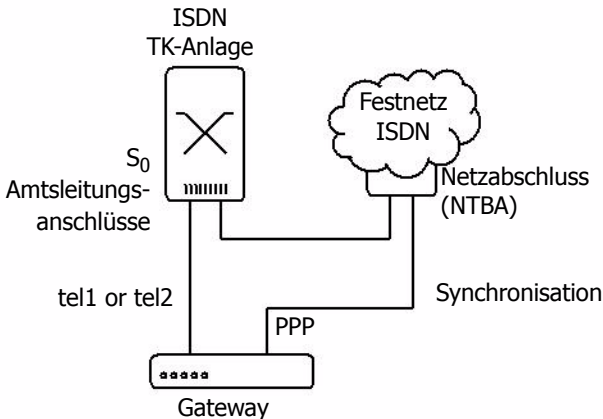 ISDN
TK-Anlage
Festnetz
ISDN
S0
Amtsleitungs-
anschlüsse
Netzabschluss
(NTBA)
tel1 or tel2
Synchronisation
PPP
Gateway